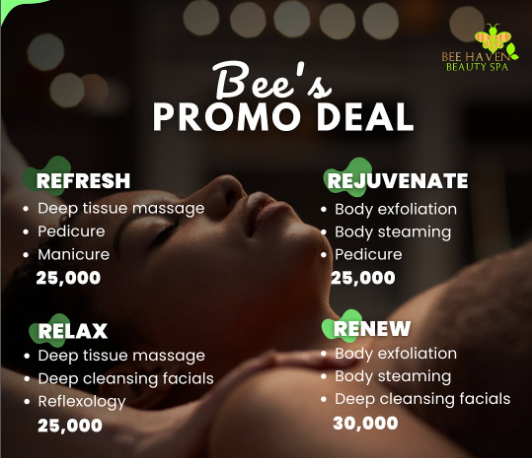 BEE HAVEN
BEAUTY SPA
Bee's
PROMO DEAL
REFRESH
• Deep tissue massage
• Pedicure
• Manicure
25,000
REJUVENATE
• Body exfoliation
• Body steaming
• Pedicure
25,000
RELAX
• Deep tissue massage
• Deep cleansing facials
• Reflexology
25,000
RENEW
• Body exfoliation
• Body steaming
• Deep cleansing facials
30,000